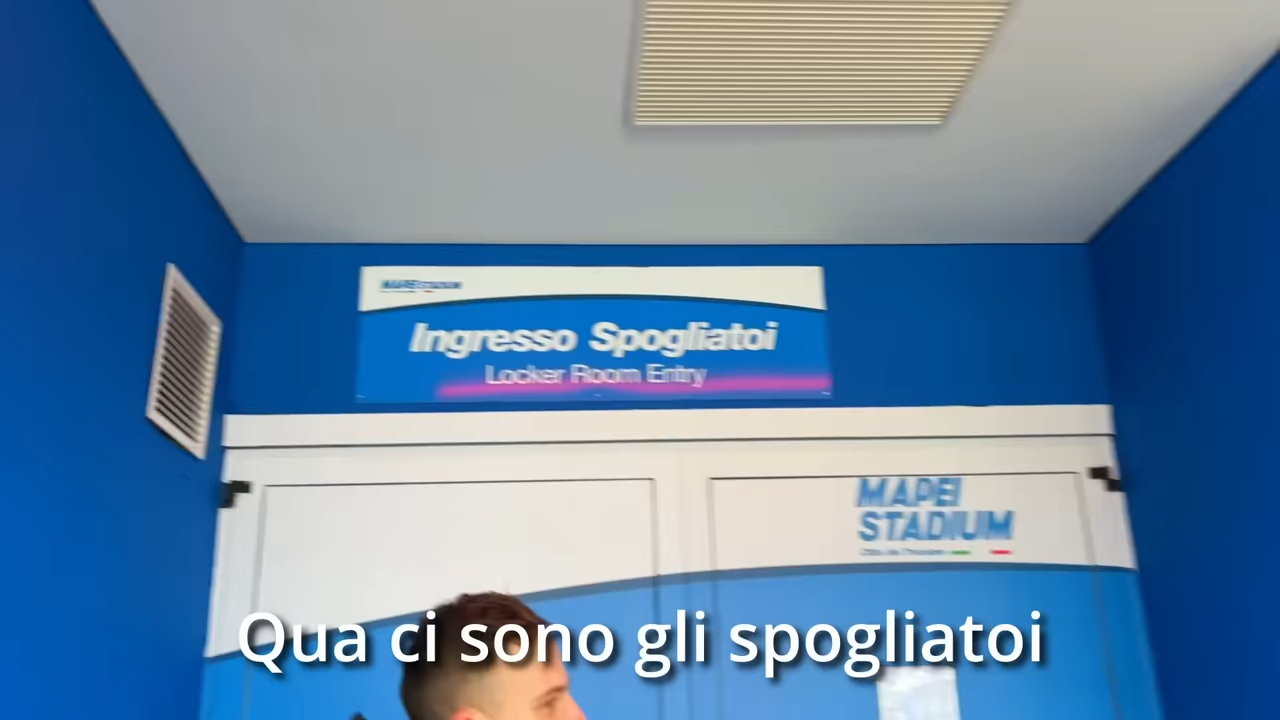 Ingresso Spogliatoi
Locker Room Entry
MAPEI
STADIUM
Qua ci sono gli spogliatoi